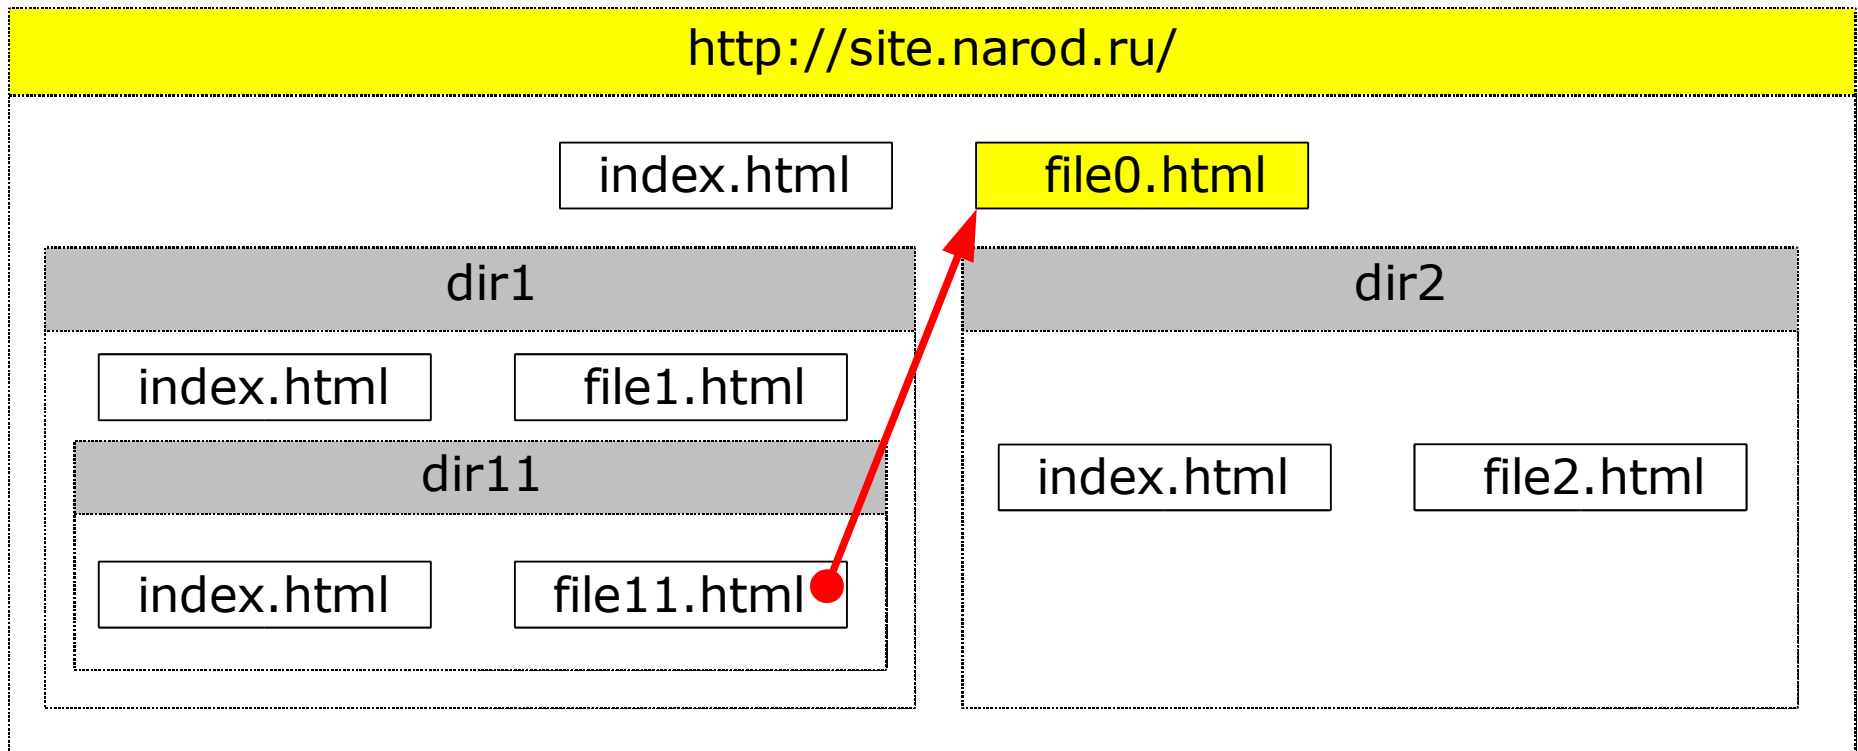 http://site.narod.ru/
index.html
file0.html
dir1
index.html
file1.html
dir11
index.html
file11.html
dir2
index.html
file2.html